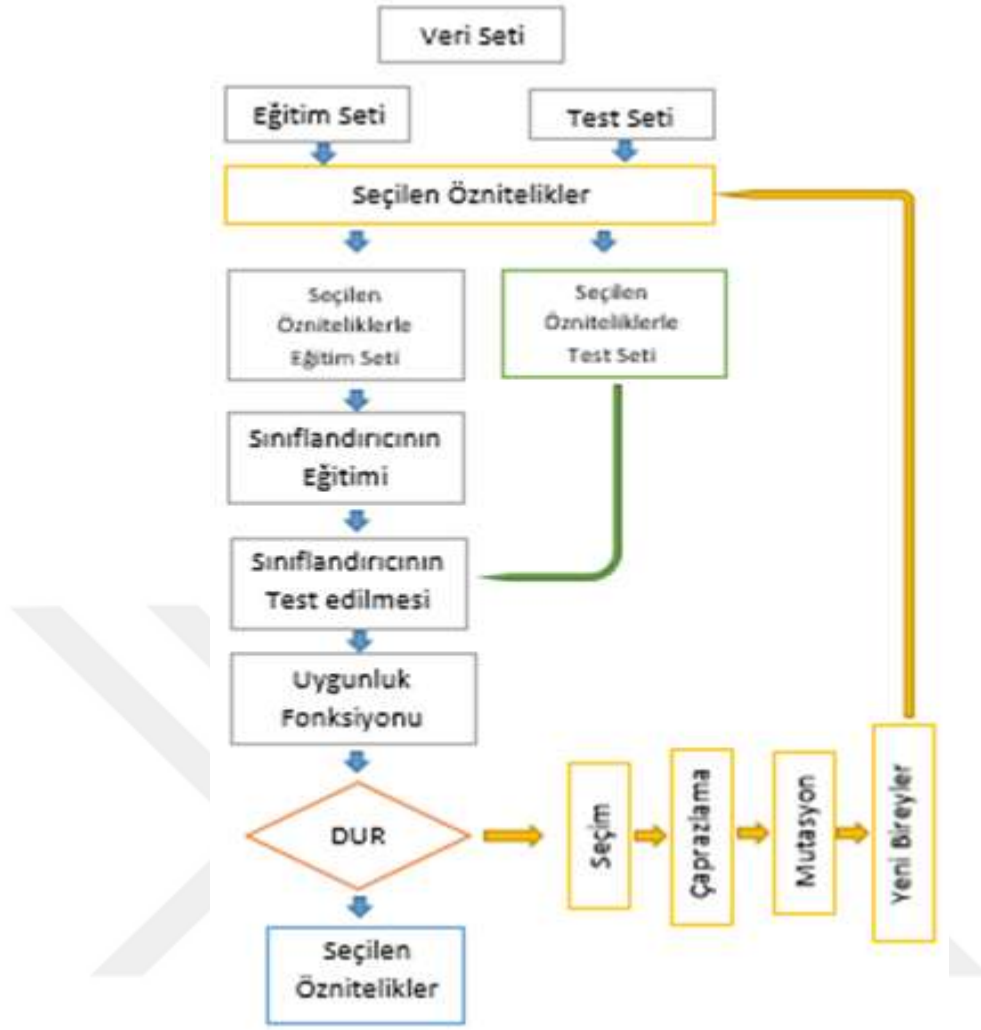 Veri Seti
Eğitim Seti
Test Seti
Seçilen Öznitelikler
Seçilen
Özniteliklerle
Eğitim Seti
Seçilen
Özniteliklerle
Test Seti
Sınıflandırıcının
Eğitimi
Sınıflandırıcının
Test edilmesi
Uygunluk
Fonksiyonu
DUR
Seçim
Çaprazlama
Mutasyon
Yeni Bireyler
Seçilen
Öznitelikler